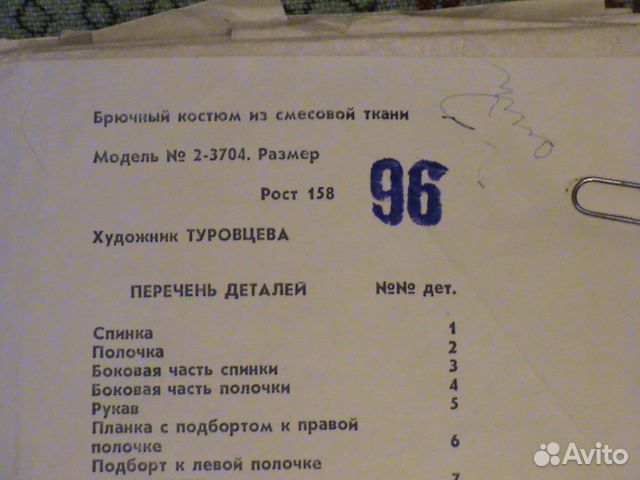 Брючный костюм из смесовой ткани
Модель № 2-3704. Размер
Рост 158
96
Художник ТУРОВЦЕВА
ПЕРЕЧЕНЬ ДЕТАЛЕЙ №№ дет.
Спинка 1
Полочка 2
Боковая часть спинки 3
Боковая часть полочки 4
Рукав 5
Планка с подбортом к правой
полочке 6
Подборт к левой полочке
7
Avito